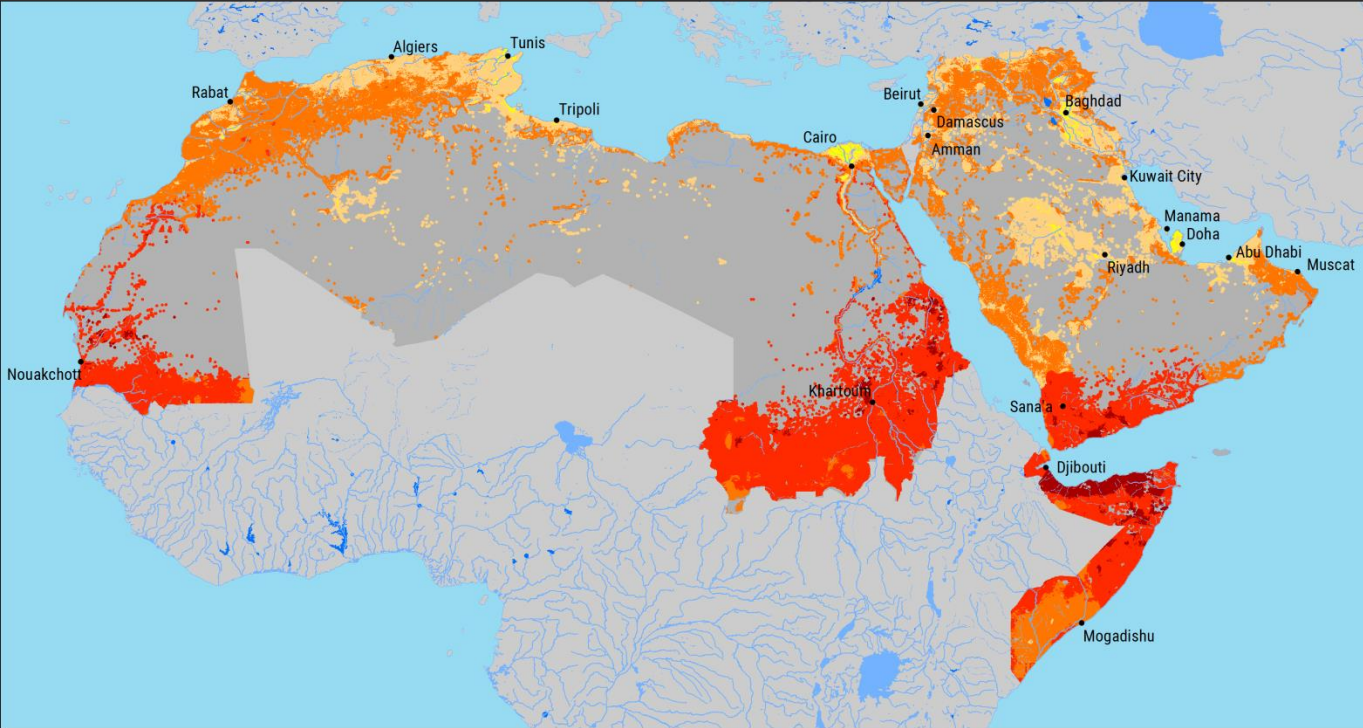 Algiers
Tunis
Rabat
Tripoli
Beirut
Baghdad
Damascus
Cairo
Amman
Kuwait City
Manama
Doha
Abu Dhabi
Riyadh
Muscat
Nouakchott
Khartoum
Sana'a
Djibouti
Mogadishu